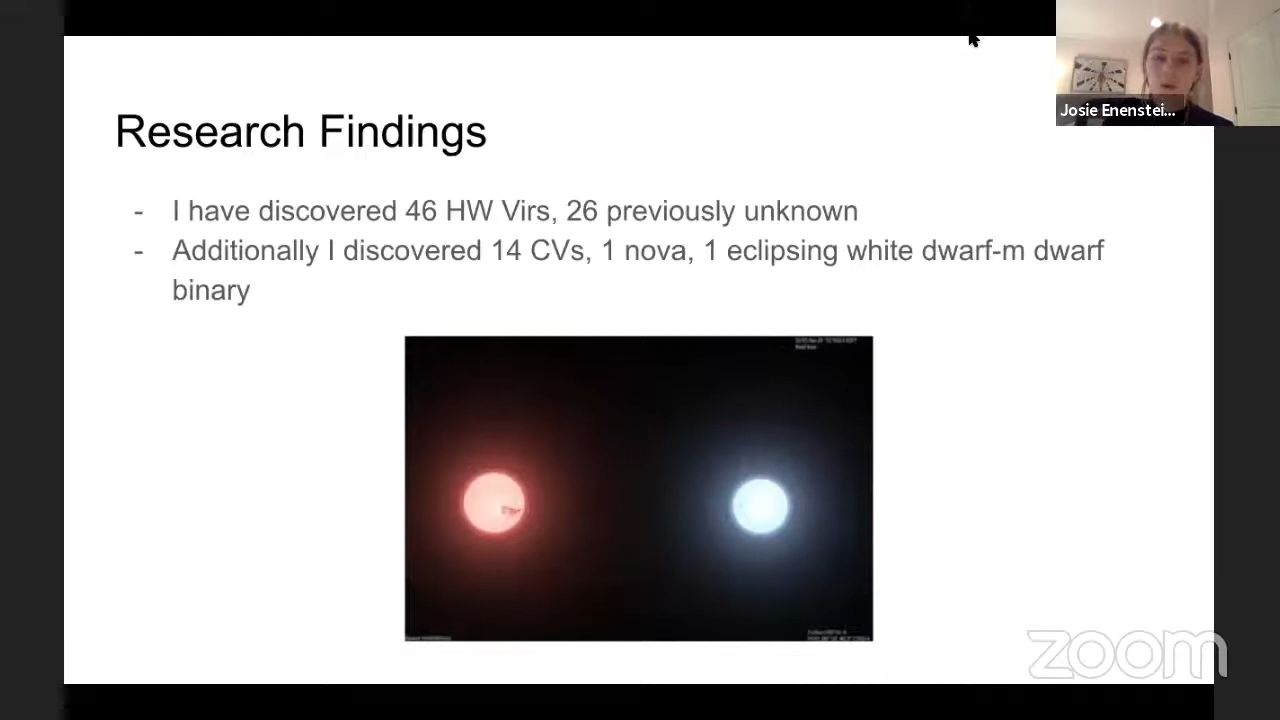 Josie Enenstei...
Research Findings
- I have discovered 46 HW Virs, 26 previously unknown
- Additionally I discovered 14 CVs, 1 nova, 1 eclipsing white dwarf-m dwarf
binary
zoom